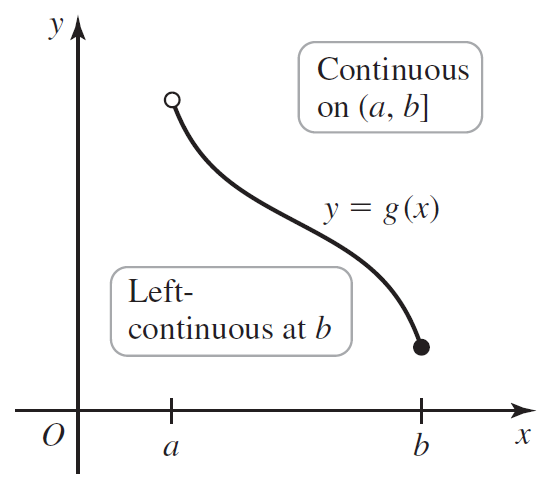 y
Continuous
on (a, b]
y = g(x)
Left-
continuous at b
O
a
b
x